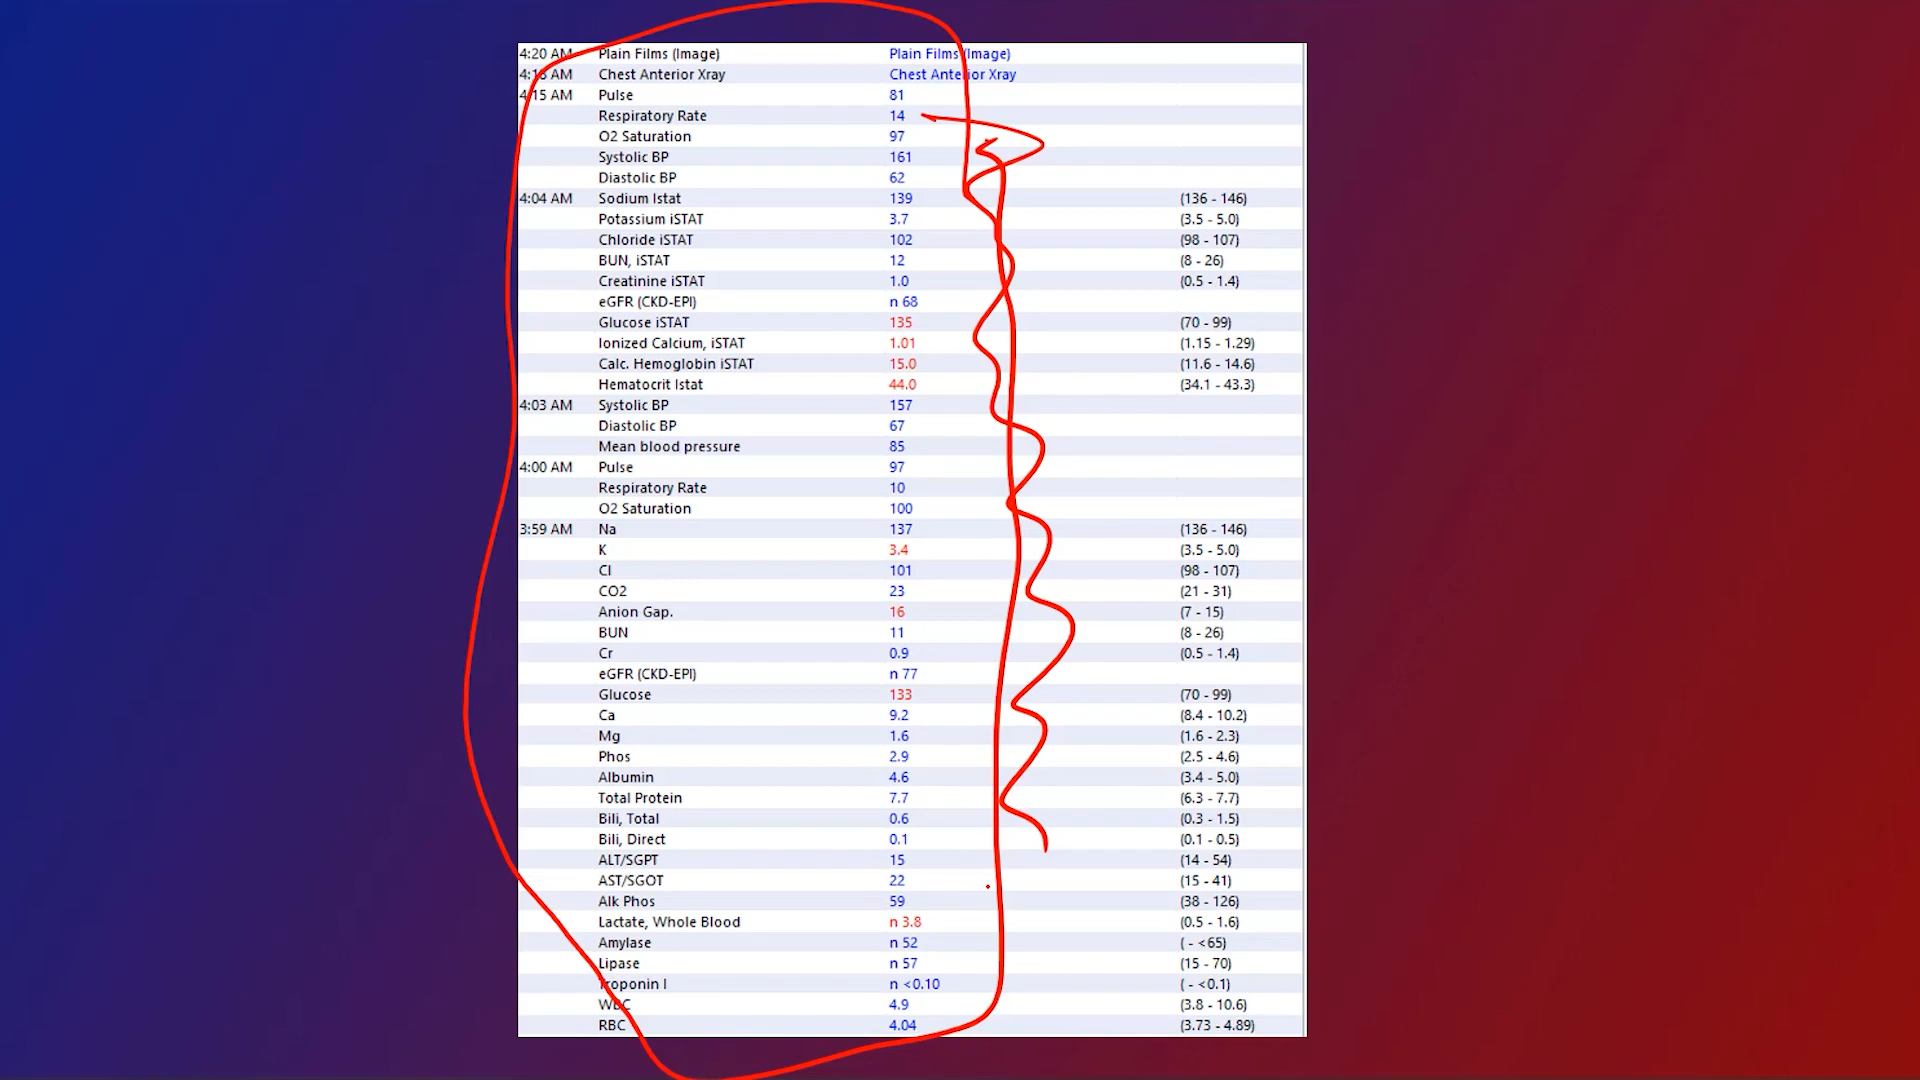 4:20 AM Plain Films (Image) Plain Films (Image)
4:16 AM Chest Anterior Xray Chest Anterior Xray
4:15 AM Pulse 81
Respiratory Rate 14
O2 Saturation 97
Systolic BP 161
Diastolic BP 62
4:04 AM Sodium Istat 139 (136 - 146)
Potassium iSTAT 3.7 (3.5 - 5.0)
Chloride iSTAT 102 (98 - 107)
BUN, iSTAT 12 (8 - 26)
Creatinine iSTAT 1.0 (0.5 - 1.4)
eGFR (CKD-EPI) n 68
Glucose iSTAT 135 (70 - 99)
Ionized Calcium, iSTAT 1.01 (1.15 - 1.29)
Calc. Hemoglobin iSTAT 15.0 (11.6 - 14.6)
Hematocrit Istat 44.0 (34.1 - 43.3)
4:03 AM Systolic BP 157
Diastolic BP 67
Mean blood pressure 85
4:00 AM Pulse 97
Respiratory Rate 10
O2 Saturation 100
3:59 AM Na 137 (136 - 146)
K 3.4 (3.5 - 5.0)
Cl 101 (98 - 107)
CO2 23 (21 - 31)
Anion Gap. 16 (7 - 15)
BUN 11 (8 - 26)
Cr 0.9 (0.5 - 1.4)
eGFR (CKD-EPI) n 77
Glucose 133 (70 - 99)
Ca 9.2 (8.4 - 10.2)
Mg 1.6 (1.6 - 2.3)
Phos 2.9 (2.5 - 4.6)
Albumin 4.6 (3.4 - 5.0)
Total Protein 7.7 (6.3 - 7.7)
Bili, Total 0.6 (0.3 - 1.5)
Bili, Direct 0.1 (0.1 - 0.5)
ALT/SGPT 15 (14 - 54)
AST/SGOT 22 (15 - 41)
Alk Phos 59 (38 - 126)
Lactate, Whole Blood n 3.8 (0.5 - 1.6)
Amylase n 52 ( - <65)
Lipase n 57 (15 - 70)
Troponin I n <0.10 ( - <0.1)
WBC 4.9 (3.8 - 10.6)
RBC 4.04 (3.73 - 4.89)